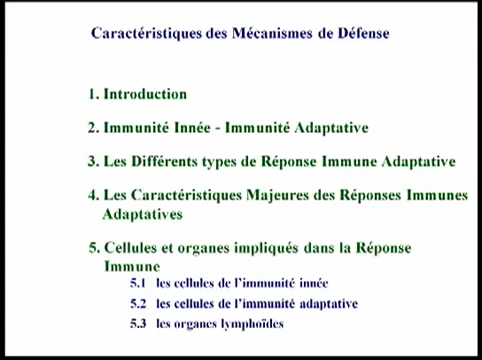 Caractéristiques des Mécanismes de Défense
1. Introduction
2. Immunité Innée - Immunité Adaptative
3. Les Différents types de Réponse Immune Adaptative
4. Les Caractéristiques Majeures des Réponses Immunes
Adaptatives
5. Cellules et organes impliqués dans la Réponse
Immune
5.1 les cellules de l'immunité innée
5.2 les cellules de l'immunité adaptative
5.3 les organes lymphoïdes